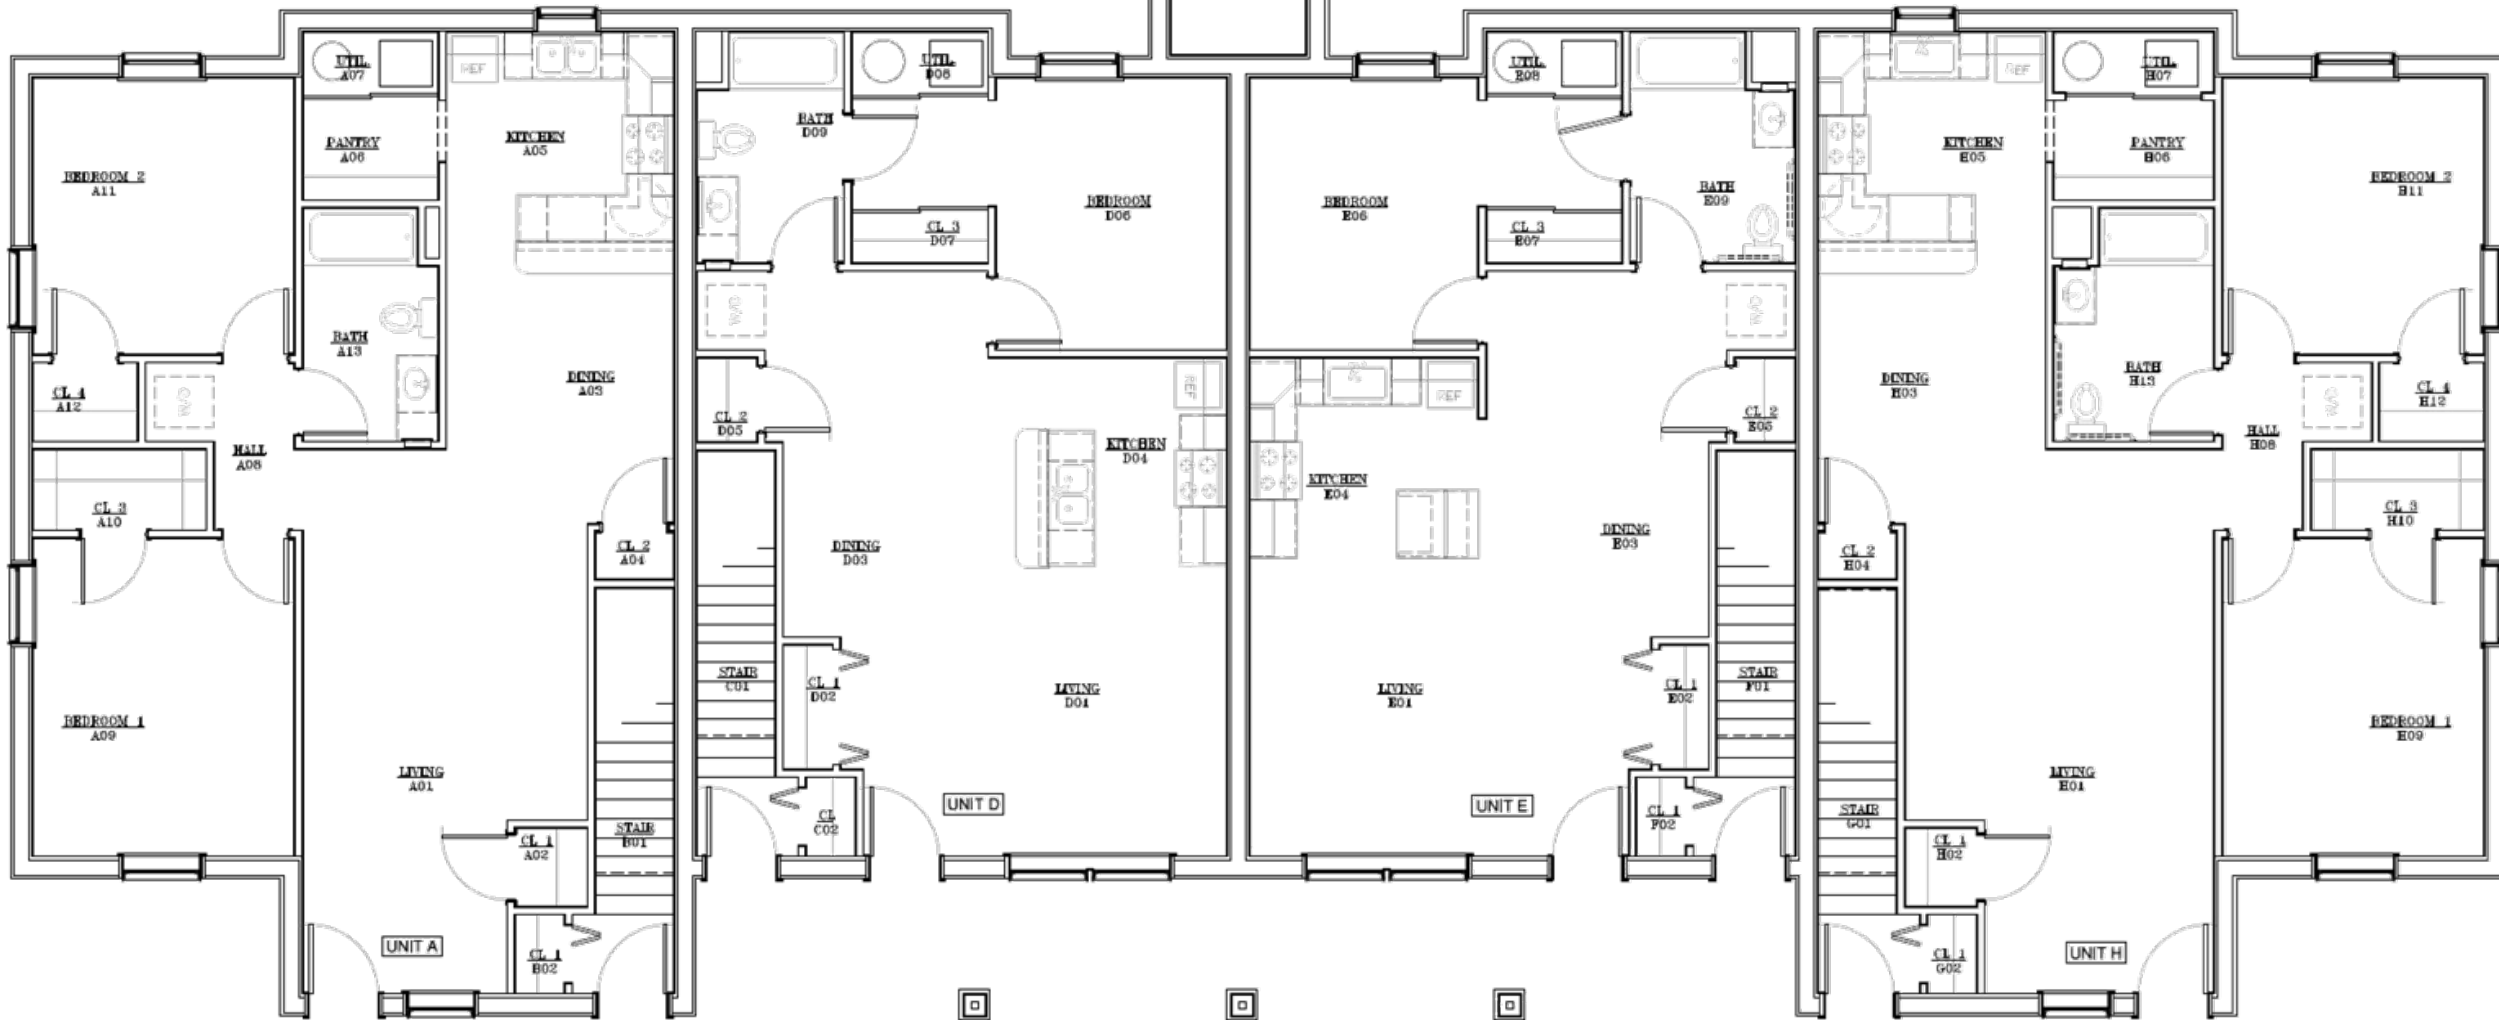 UTIL
A07
REF
PANTRY
A06
KITCHEN
A05
BEDROOM 2
A11
BATH
A13
DINING
A03
CL 4
A12
O/M
HALL
A08
CL 3
A10
CL 2
A04
BEDROOM 1
A09
LIVING
A01
STAIR
B01
CL 1
A02
UNIT A
CL 1
B02
BATH
D09
UTIL
D08
BEDROOM
D06
CL 3
D07
O/M
CL 2
D05
REF
KITCHEN
D04
DINING
D03
STAIR
C01
CL 1
D02
LIVING
D01
UNIT D
CL
C02
UTIL
E08
BEDROOM
E06
BATH
E09
CL 3
E07
O/M
REF
CL 2
E05
KITCHEN
E04
DINING
E03
LIVING
E01
CL 1
E02
STAIR
F01
UNIT E
CL 1
F02
REF
UTIL
H07
KITCHEN
H05
PANTRY
H06
BEDROOM 2
H11
DINING
H03
BATH
H13
O/M
CL 4
H12
HALL
H08
CL 3
H10
CL 2
H04
BEDROOM 1
H09
LIVING
H01
STAIR
G01
CL 1
H02
UNIT H
CL 1
G02